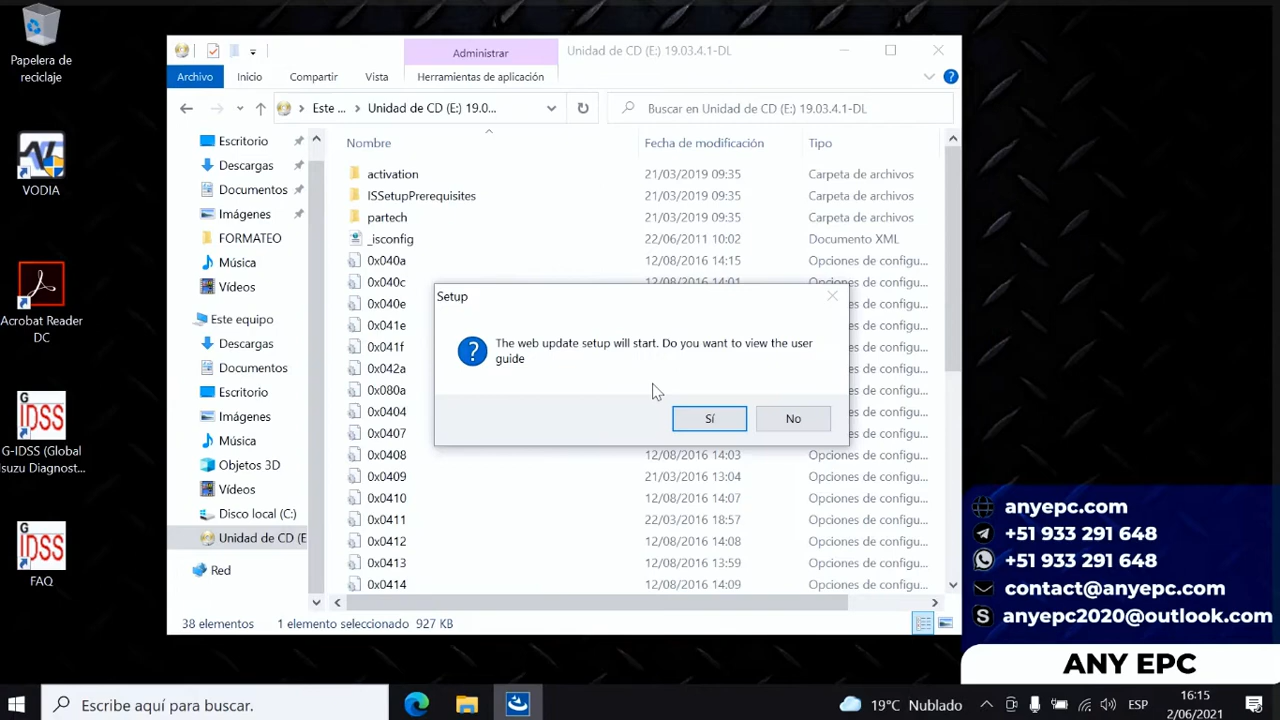 Papelera de
reciclaje
VODIA
Acrobat Reader
DC
G
IDSS
G-IDSS (Global
Isuzu Diagnost...
G
IDSS
FAQ
Administrar
Unidad de CD (E:) 19.03.4.1-DL
Archivo
Inicio
Compartir
Vista
Herramientas de aplicación
Este ...
Unidad de CD (E:) 19.0...
Buscar en Unidad de CD (E:) 19.03.4.1-DL
Escritorio
Descargas
Documentos
Imágenes
FORMATEO
Música
Vídeos
Este equipo
Descargas
Documentos
Escritorio
Imágenes
Música
Objetos 3D
Vídeos
Disco local (C:)
Unidad de CD (E
Red
Nombre Fecha de modificación Tipo
activation 21/03/2019 09:35 Carpeta de archivos
ISSetupPrerequisites 21/03/2019 09:35 Carpeta de archivos
partech 21/03/2019 09:35 Carpeta de archivos
_isconfig 22/06/2011 10:02 Documento XML
0x040a 12/08/2016 14:15 Opciones de configu...
0x040c 12/08/2016 14:01 Opciones de configu...
0x040e de configu...
0x041e de configu...
0x041f de configu...
0x042a de configu...
0x080a de configu...
0x0404 de configu...
0x0407 de configu...
0x0408 12/08/2016 14:03 Opciones de configu...
0x0409 21/03/2019 13:04 Opciones de configu...
0x0410 12/08/2016 14:07 Opciones de configu...
0x0411 22/03/2016 18:57 Opciones de configu...
0x0412 12/08/2016 14:08 Opciones de configu...
0x0413 12/08/2016 13:59 Opciones de configu...
0x0414 12/08/2016 14:09 Opciones de configu...
Setup
The web update setup will start. Do you want to view the user
guide
Sí
No
38 elementos 1 elemento seleccionado 927 KB
anyepc.com
+51 933 291 648
+51 933 291 648
contact@anyepc.com
anyepc2020@outlook.com
ANY EPC
Escribe aquí para buscar.
19°C Nublado
ESP
16:15
2/06/2021